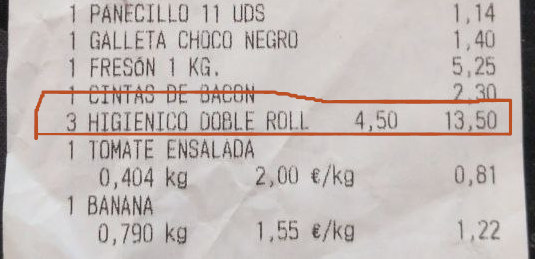 1 PANECILLO 11 UDS 1,14
1 GALLETA CHOCO NEGRO 1,40
1 FRESÓN 1 KG. 5,25
1 CINTAS DE BACON 2,30
3 HIGIENICO DOBLE ROLL 4,50 13,50
1 TOMATE ENSALADA
0,404 kg 2,00 €/kg 0,81
1 BANANA
0,790 kg 1,55 €/kg 1,22